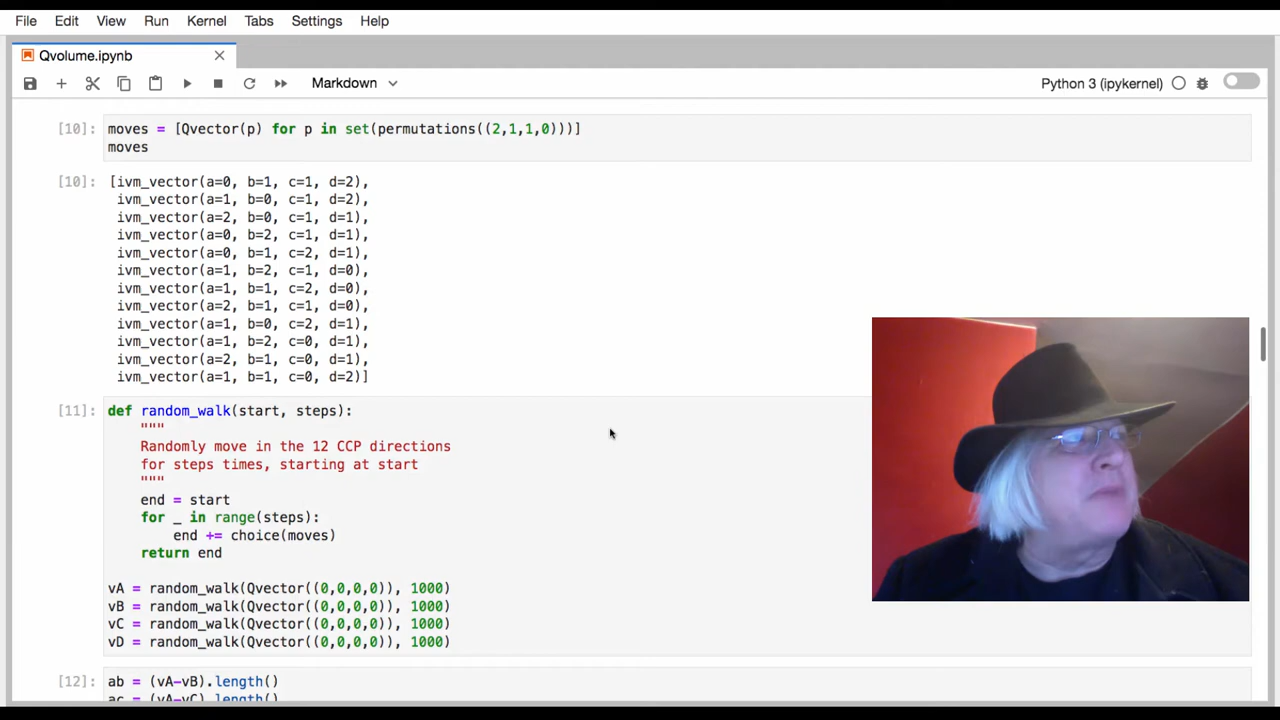 File Edit View Run Kernel Tabs Settings Help
Qvolume.ipynb
Markdown Python 3 (ipykernel)
[10]: moves = [Qvector(p) for p in set(permutations((2,1,1,0)))]
moves
[10]: [ivm_vector(a=0, b=1, c=1, d=2),
ivm_vector(a=1, b=0, c=1, d=2),
ivm_vector(a=2, b=0, c=1, d=1),
ivm_vector(a=0, b=2, c=1, d=1),
ivm_vector(a=0, b=1, c=2, d=1),
ivm_vector(a=1, b=2, c=1, d=0),
ivm_vector(a=1, b=1, c=2, d=0),
ivm_vector(a=2, b=1, c=1, d=0),
ivm_vector(a=1, b=0, c=2, d=1),
ivm_vector(a=1, b=2, c=0, d=1),
ivm_vector(a=2, b=1, c=0, d=1),
ivm_vector(a=1, b=1, c=0, d=2)]
[11]: def random_walk(start, steps):
"""
Randomly move in the 12 CCP directions
for steps times, starting at start
"""
end = start
for _ in range(steps):
end += choice(moves)
return end
vA = random_walk(Qvector((0,0,0,0)), 1000)
vB = random_walk(Qvector((0,0,0,0)), 1000)
vC = random_walk(Qvector((0,0,0,0)), 1000)
vD = random_walk(Qvector((0,0,0,0)), 1000)
[12]: ab = (vA-vB).length()
ac = (vA-vC).length()